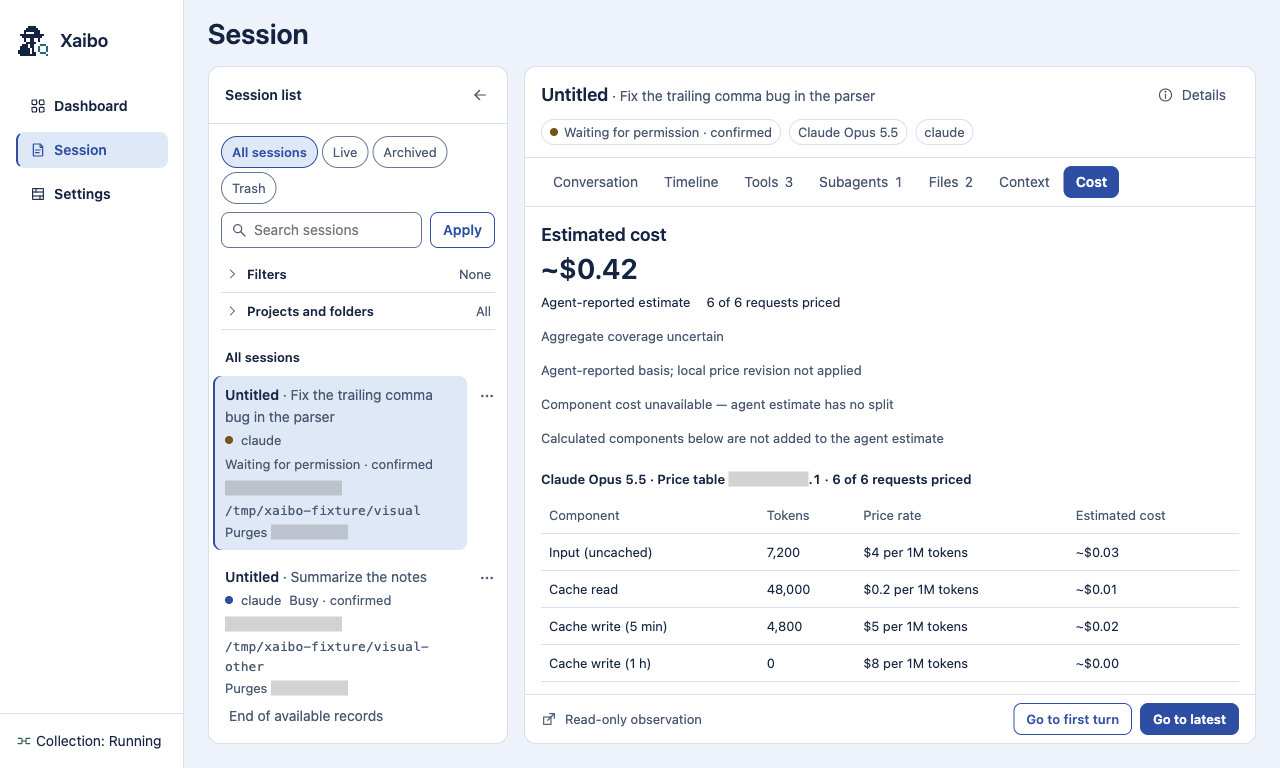 Xaibo
Dashboard
Session
Settings
Collection: Running
Session
Session list
All sessions
Live
Archived
Trash
Search sessions
Apply
Filters
None
Projects and folders
All
All sessions
Untitled · Fix the trailing comma
bug in the parser
claude
Waiting for permission · confirmed
/tmp/xaibo-fixture/visual
Purges
Untitled · Summarize the notes
claude Busy · confirmed
/tmp/xaibo-fixture/visual-
other
Purges
End of available records
Untitled · Fix the trailing comma bug in the parser
Details
Waiting for permission · confirmed
Claude Opus 5.5
claude
Conversation
Timeline
Tools 3
Subagents 1
Files 2
Context
Cost
Estimated cost
~$0.42
Agent-reported estimate 6 of 6 requests priced
Aggregate coverage uncertain
Agent-reported basis; local price revision not applied
Component cost unavailable — agent estimate has no split
Calculated components below are not added to the agent estimate
Claude Opus 5.5 · Price table .1 · 6 of 6 requests priced
Component Tokens Price rate Estimated cost
Input (uncached) 7,200 $4 per 1M tokens ~$0.03
Cache read 48,000 $0.2 per 1M tokens ~$0.01
Cache write (5 min) 4,800 $5 per 1M tokens ~$0.02
Cache write (1 h) 0 $8 per 1M tokens ~$0.00
Read-only observation
Go to first turn
Go to latest